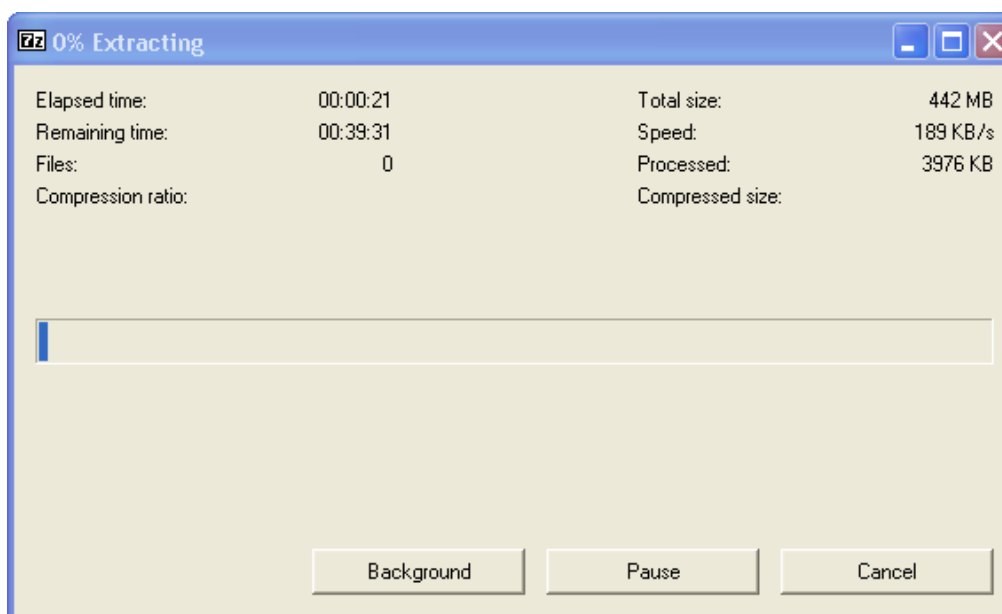 7z 0% Extracting
Elapsed time: 00:00:21 Total size: 442 MB
Remaining time: 00:39:31 Speed: 189 KB/s
Files: 0 Processed: 3976 KB
Compression ratio: Compressed size:
Background Pause Cancel